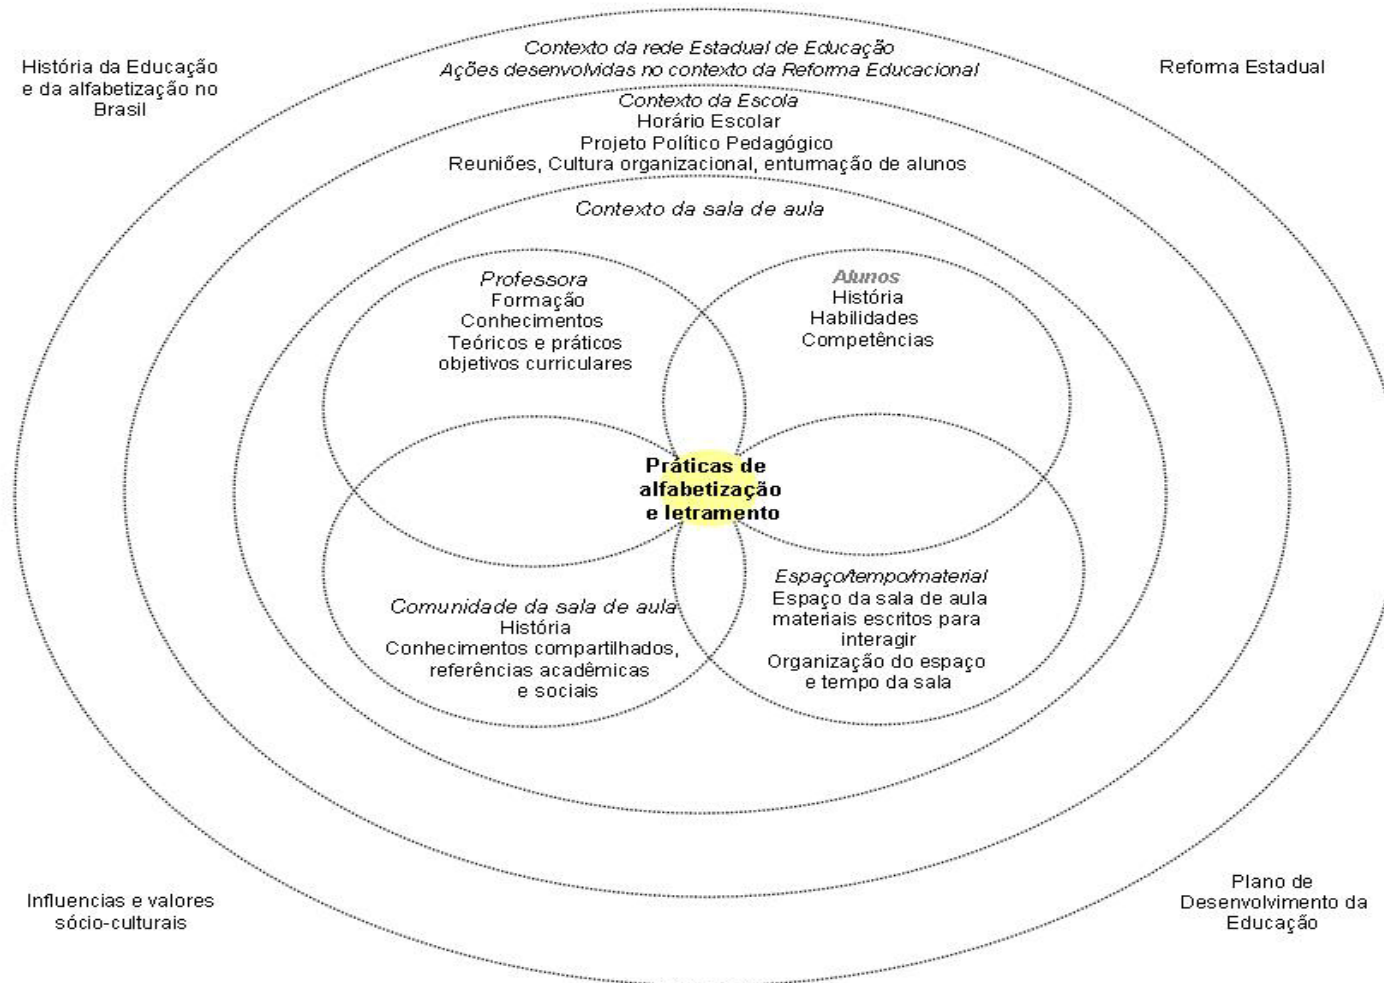 História da Educação
e da alfabetização no
Brasil
Contexto da rede Estadual de Educação
Ações desenvolvidas no contexto da Reforma Educacional
Reforma Estadual
Contexto da Escola
Horário Escolar
Projeto Político Pedagógico
Reuniões, Cultura organizacional, enturmação de alunos
Contexto da sala de aula
Professora
Formação
Conhecimentos
Teóricos e práticos
objetivos curriculares
Alunos
História
Habilidades
Competências
Práticas de
alfabetização
e letramento
Comunidade da sala de aula
História
Conhecimentos compartilhados,
referências acadêmicas
e sociais
Espaço/tempo/material
Espaço da sala de aula
materiais escritos para
interagir
Organização do espaço
e tempo da sala
Influencias e valores
sócio-culturais
Plano de
Desenvolvimento da
Educação